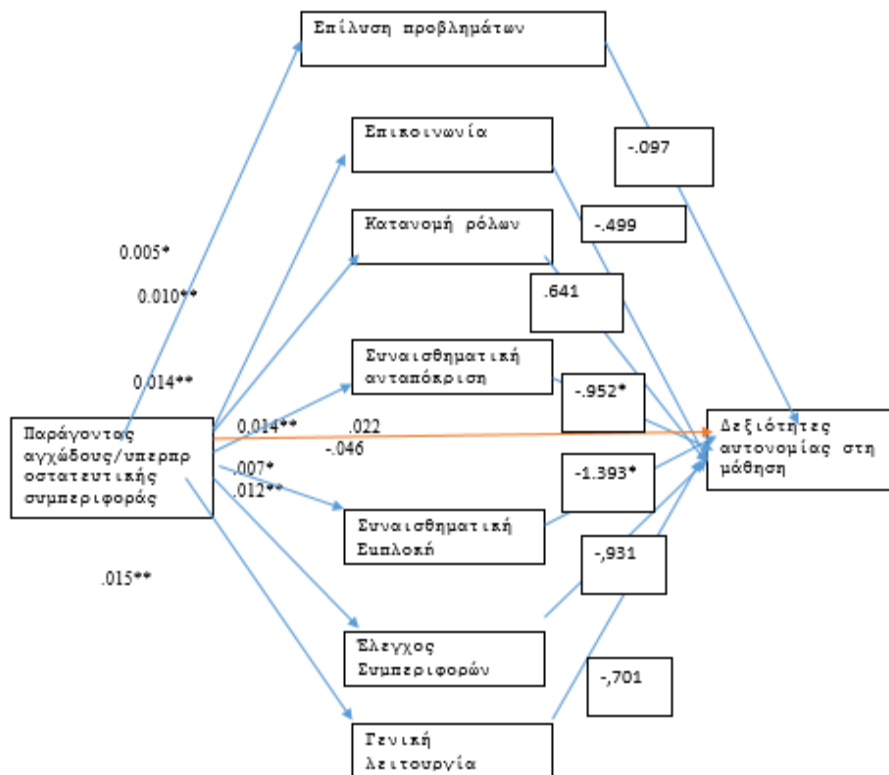 Επίλυση προβλημάτων
Επικοινωνία
-.097
Κατανομή ρόλων
-.499
0.005*
0.010**
.641
Συναισθηματική
ανταπόκριση
0.014**
-.952*
Παράγοντας
αγχώδους/υπερπρ
οστατευτικής
συμπεριφοράς
0.014**
.022
-.046
Δεξιότητες
αυτονομίας στη
μάθηση
.007*
.012**
-1.393*
Συναισθηματική
Εμπλοκή
-,931
.015**
Έλεγχος
Συμπεριφορών
-,701
Γενική
λειτουργία